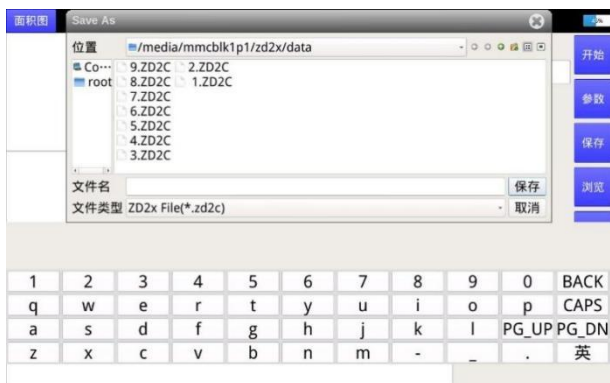 面积图
Save As
位置
/media/mmcblk1p1/zd2x/data
Co…
root
9.ZD2C 2.ZD2C
8.ZD2C 1.ZD2C
7.ZD2C
6.ZD2C
5.ZD2C
4.ZD2C
3.ZD2C
文件名
保存
文件类型 ZD2x File(*.zd2c)
取消
开始
参数
保存
浏览
1 2 3 4 5 6 7 8 9 0 BACK
q w e r t y u i o p CAPS
a s d f g h j k l PG_UP PG_DN
z x c v b n m - _ . 英